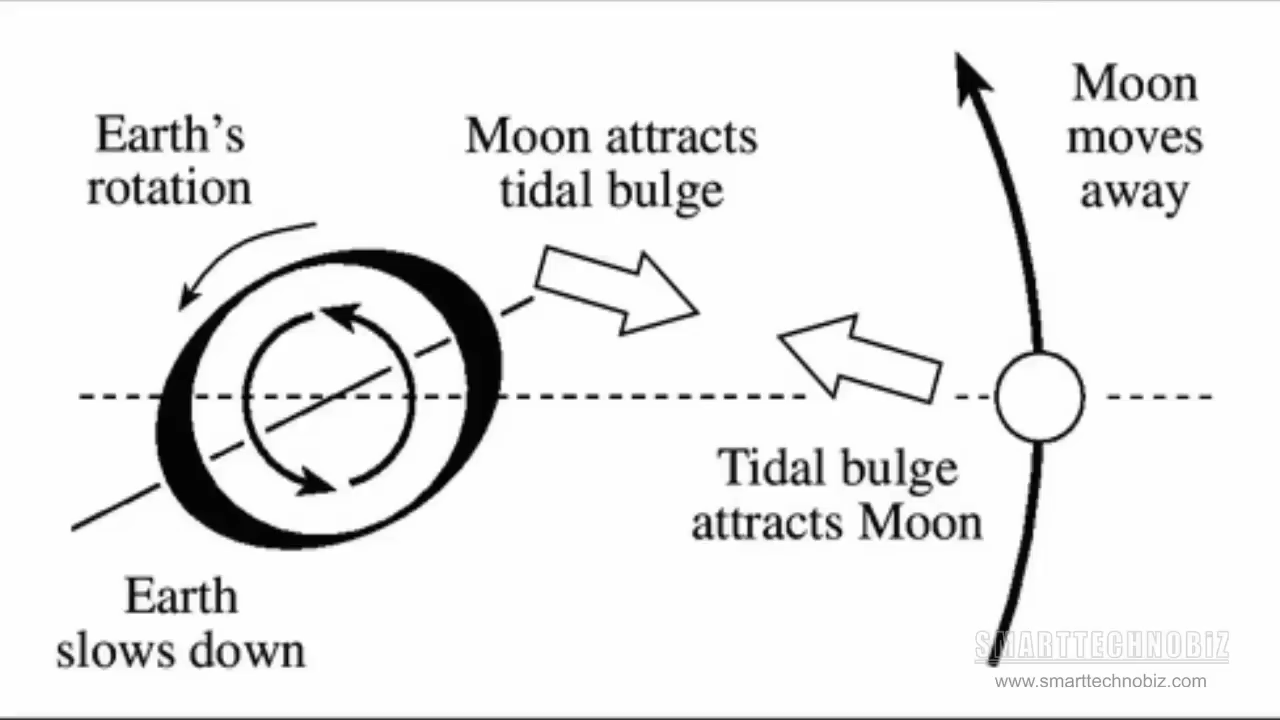 Earth's
rotation
Moon attracts
tidal bulge
Moon
moves
away
Tidal bulge
attracts Moon
Earth
slows down
SMARTTECHNOBIZ
www.smarttechnobiz.com